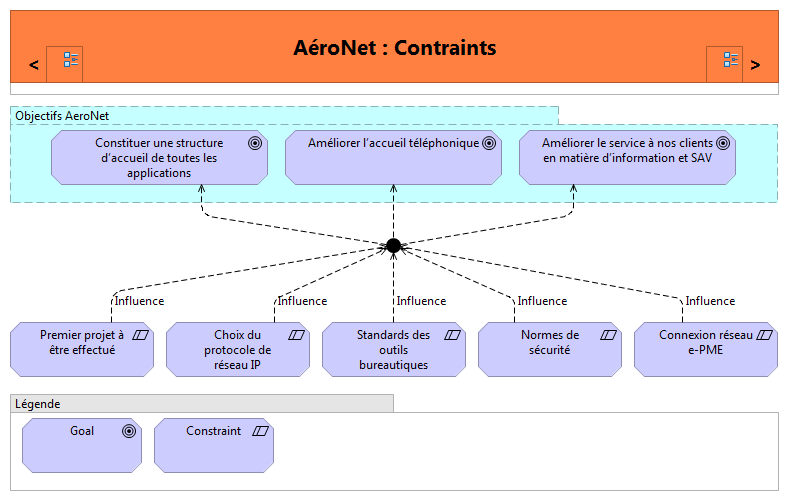 AéroNet : Contraints
<
>
Objectifs AeroNet
Constituer une structure
d'accueil de toutes les
applications
Améliorer l'accueil téléphonique
Améliorer le service à nos clients
en matière d'information et SAV
Influence
Influence
Influence
Influence
Influence
Premier projet à
être effectué
Choix du
protocole de
réseau IP
Standards des
outils
bureautiques
Normes de
sécurité
Connexion réseau
e-PME
Légende
Goal
Constraint